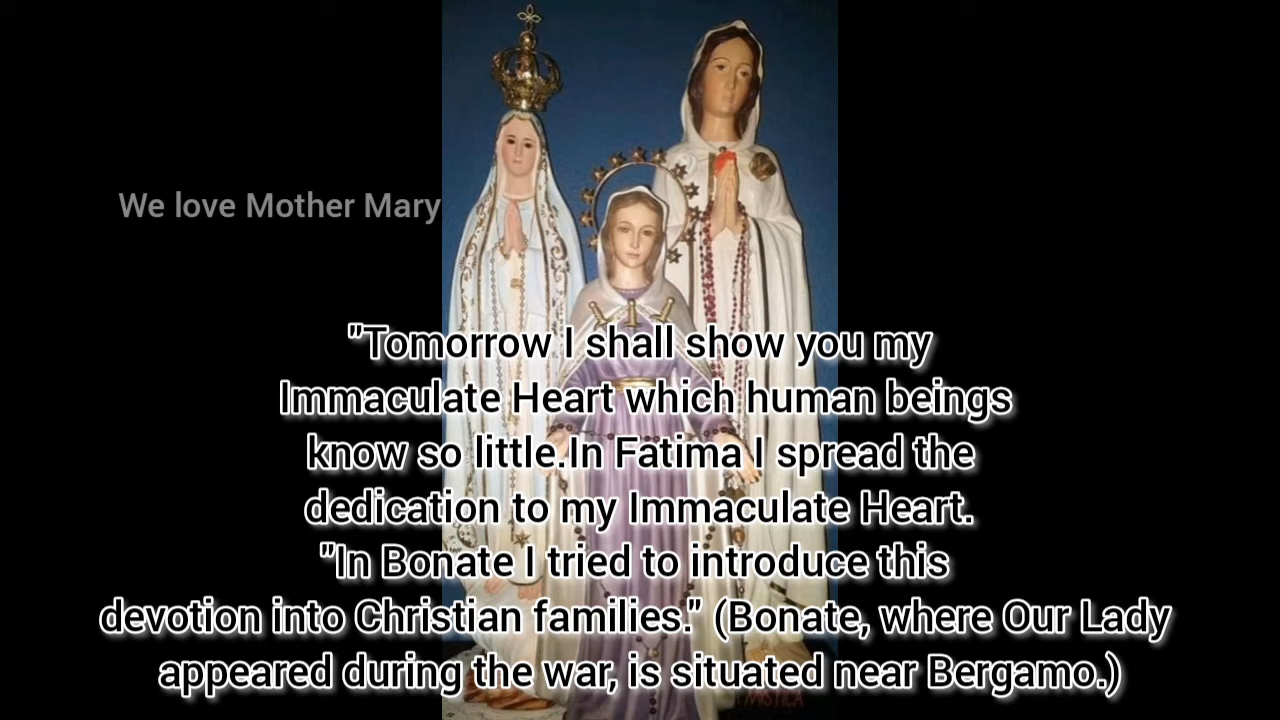 We love Mother Mary
"Tomorrow I shall show you my
Immaculate Heart which human beings
know so little.In Fatima I spread the
dedication to my Immaculate Heart.
"In Bonate I tried to introduce this
devotion into Christian families." (Bonate, where Our Lady
appeared during the war, is situated near Bergamo.)
MISTICA